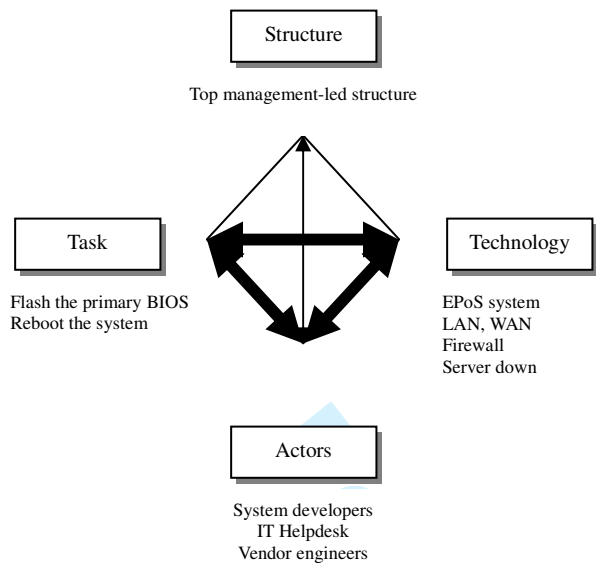 Structure
Top management-led structure
Task
Flash the primary BIOS
Reboot the system
Technology
EPoS system
LAN, WAN
Firewall
Server down
Actors
System developers
IT Helpdesk
Vendor engineers